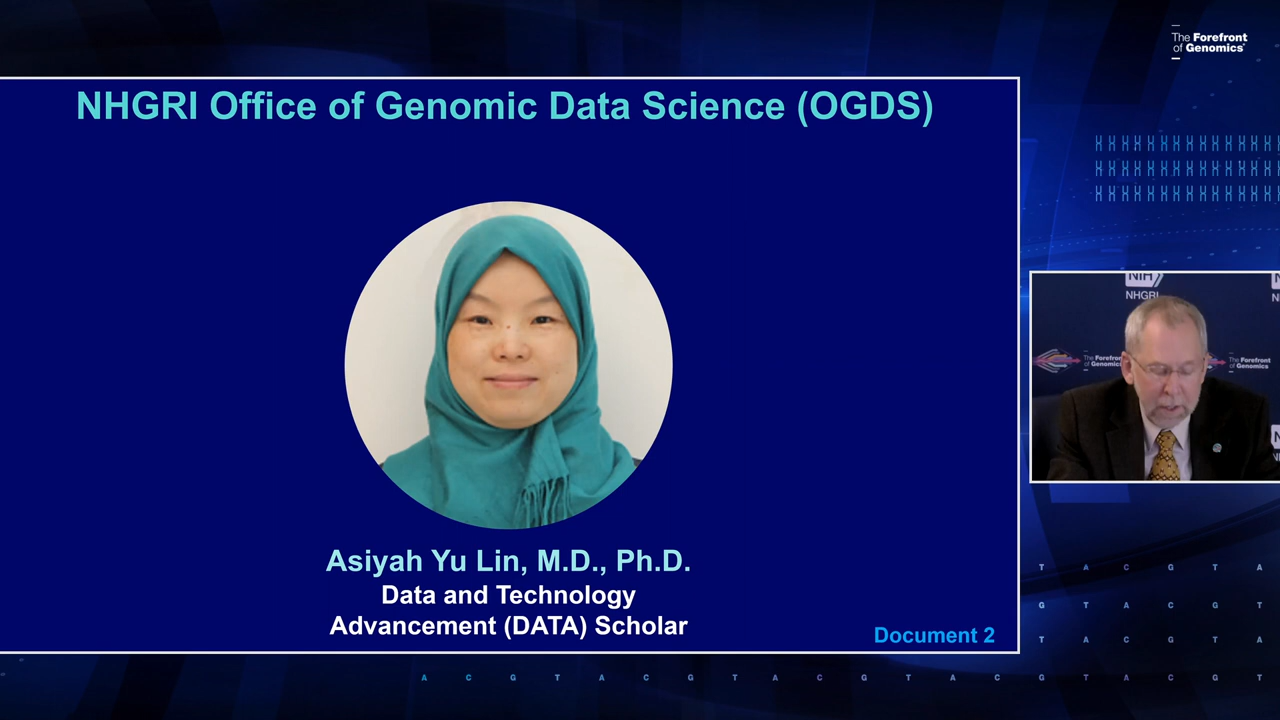 The Forefront
of Genomics®
NHGRI Office of Genomic Data Science (OGDS)
NIH
NHGRI
The Forefront
of Genomics
The Forefront
of Genomics
Asiyah Yu Lin, M.D., Ph.D.
Data and Technology
Advancement (DATA) Scholar
Document 2
T A C G T A
G T A C G T
T A C G T A
A C G T A C G T A C G T A C G T A C G T